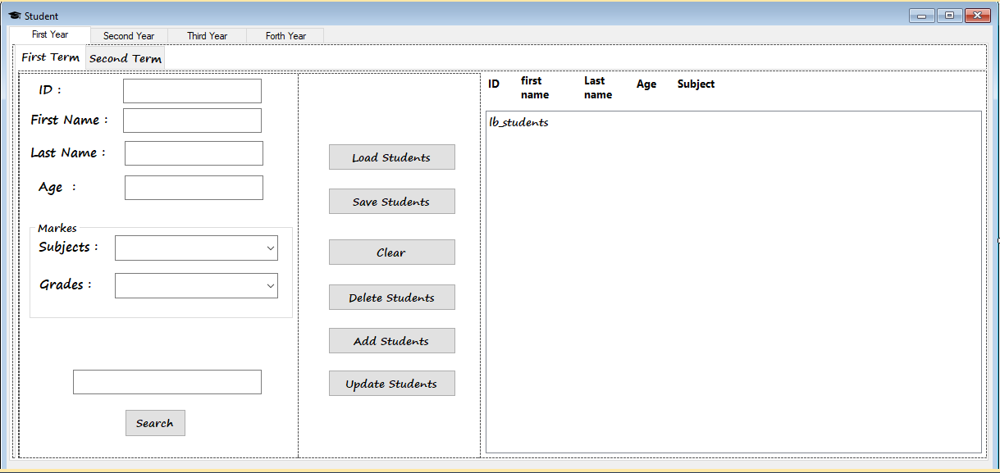 Student
First Year Second Year Third Year Forth Year
First Term Second Term
ID :
First Name :
Last Name :
Age :
Markes
Subjects :
Grades :
Search
Load Students
Save Students
Clear
Delete Students
Add Students
Update Students
ID first name Last name Age Subject
lb_students